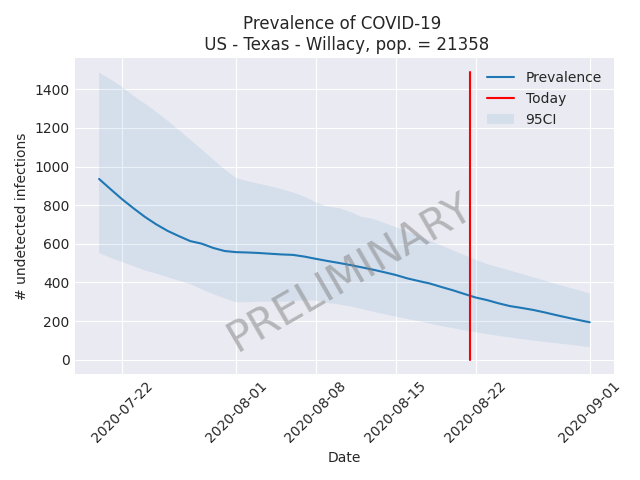 Prevalence of COVID-19
US - Texas - Willacy, pop. = 21358
# undetected infections
1400
1200
1000
800
600
400
200
0
Prevalence
Today
95CI
PRELIMINARY
2020-07-22
2020-08-01
2020-08-08
2020-08-15
2020-08-22
2020-09-01
Date